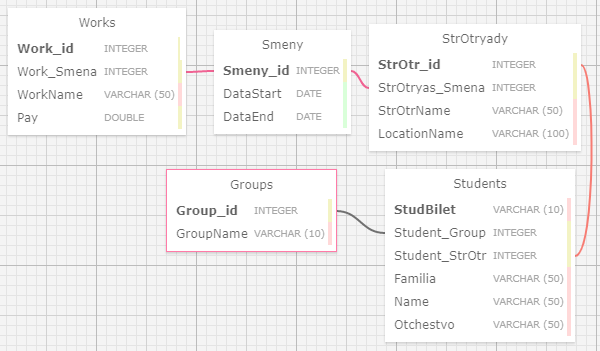 Works
Work_id INTEGER
Work_Smena INTEGER
WorkName VARCHAR (50)
Pay DOUBLE
Smeny
Smeny_id INTEGER
DataStart DATE
DataEnd DATE
StrOtryady
StrOtr_id INTEGER
StrOtryas_Smena INTEGER
StrOtrName VARCHAR (50)
LocationName VARCHAR (100)
Groups
Group_id INTEGER
GroupName VARCHAR (10)
Students
StudBilet VARCHAR (10)
Student_Group INTEGER
Student_StrOtr INTEGER
Familia VARCHAR (50)
Name VARCHAR (50)
Otchestvo VARCHAR (50)